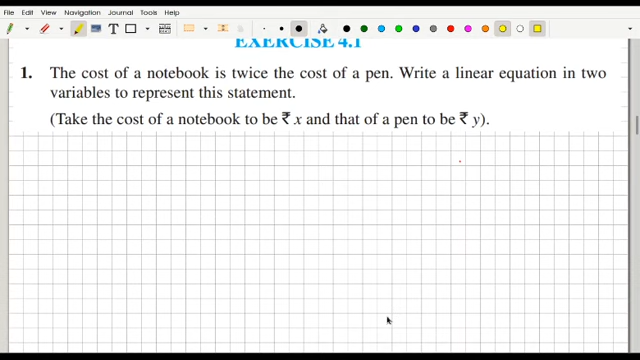 File Edit View Navigation Journal Tools Help
EXERCISE 4.1
1. The cost of a notebook is twice the cost of a pen. Write a linear equation in two
variables to represent this statement.
(Take the cost of a notebook to be ₹ x and that of a pen to be ₹ y).